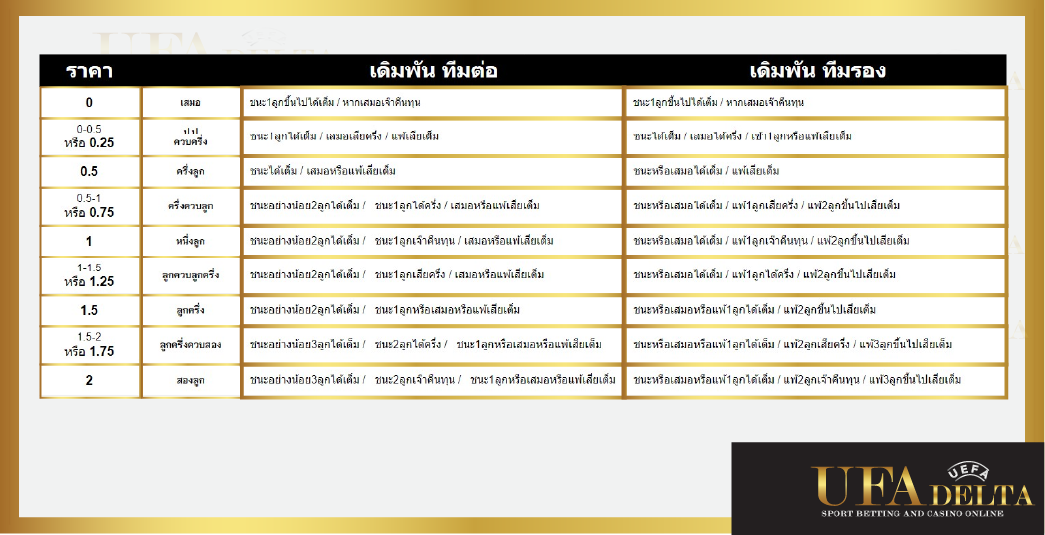 ราคา เดิมพัน ทีมต่อ เดิมพัน ทีมรอง
0 เสมอ ชนะ1ลูกขึ้นไปได้เต็ม / หากเสมอเจ้าคืนทุน ชนะ1ลูกขึ้นไปได้เต็ม / หากเสมอเจ้าคืนทุน
0-0.5
หรือ 0.25 ปป ควบครึ่ง ชนะ1ลูกได้เต็ม / เสมอเสียครึ่ง / แพ้เสียเต็ม ชนะได้เต็ม / เสมอได้ครึ่ง / เช่า1ลูกหรือแพ้เสียเต็ม
0.5 ครึ่งลูก ชนะได้เต็ม / เสมอหรือแพ้เสียเต็ม ชนะหรือเสมอได้เต็ม / แพ้เสียเต็ม
0.5-1
หรือ 0.75 ครึ่งควบลูก ชนะอย่างน้อย2ลูกได้เต็ม / ชนะ1ลูกได้ครึ่ง / เสมอหรือแพ้เสียเต็ม ชนะหรือเสมอได้เต็ม / แพ้1ลูกเสียครึ่ง / แพ้2ลูกขึ้นไปเสียเต็ม
1 หนึ่งลูก ชนะอย่างน้อย2ลูกได้เต็ม / ชนะ1ลูกเจ้าคืนทุน / เสมอหรือแพ้เสียเต็ม ชนะหรือเสมอได้เต็ม / แพ้1ลูกเจ้าคืนทุน / แพ้2ลูกขึ้นไปเสียเต็ม
1-1.5
หรือ 1.25 ลูกควบลูกครึ่ง ชนะอย่างน้อย2ลูกได้เต็ม / ชนะ1ลูกเสียครึ่ง / เสมอหรือแพ้เสียเต็ม ชนะหรือเสมอได้เต็ม / แพ้1ลูกได้ครึ่ง / แพ้2ลูกขึ้นไปเสียเต็ม
1.5 ลูกครึ่ง ชนะอย่างน้อย2ลูกได้เต็ม / ชนะ1ลูกหรือเสมอหรือแพ้เสียเต็ม ชนะหรือเสมอหรือแพ้1ลูกได้เต็ม / แพ้2ลูกขึ้นไปเสียเต็ม
1.5-2
หรือ 1.75 ลูกครึ่งควบสอง ชนะอย่างน้อย3ลูกได้เต็ม / ชนะ2ลูกได้ครึ่ง / ชนะ1ลูกหรือเสมอหรือแพ้เสียเต็ม ชนะหรือเสมอหรือแพ้1ลูกได้เต็ม / แพ้2ลูกเสียครึ่ง / แพ้3ลูกขึ้นไปเสียเต็ม
2 สองลูก ชนะอย่างน้อย3ลูกได้เต็ม / ชนะ2ลูกเจ้าคืนทุน / ชนะ1ลูกหรือเสมอหรือแพ้เสียเต็ม ชนะหรือเสมอหรือแพ้1ลูกได้เต็ม / แพ้2ลูกเจ้าคืนทุน / แพ้3ลูกขึ้นไปเสียเต็ม
UEFA
UFA DELTA
SPORT BETTING AND CASINO ONLINE